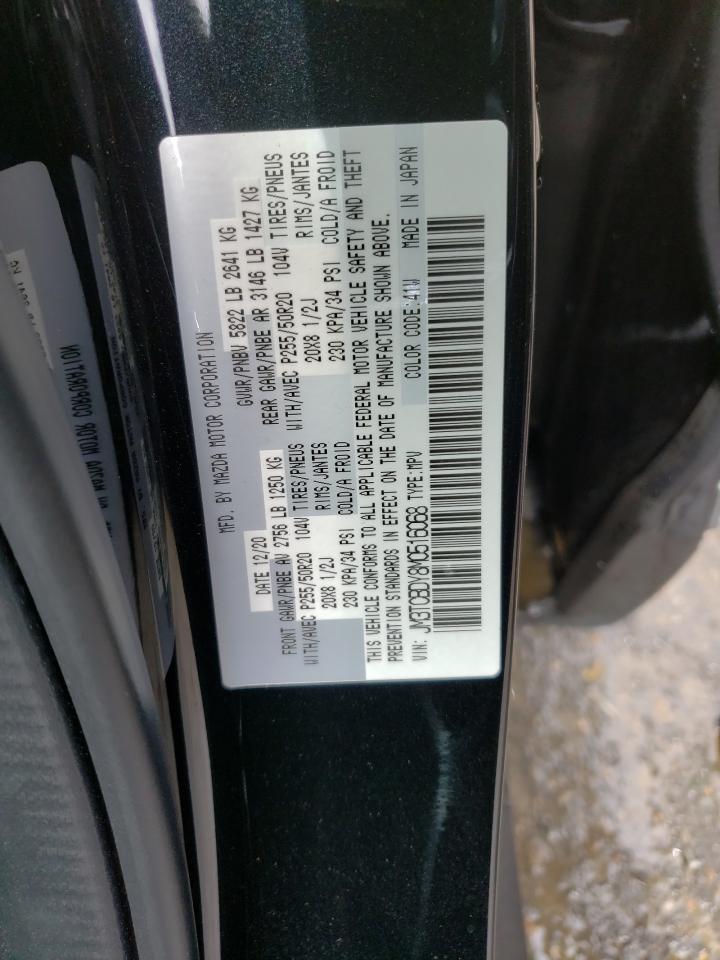 MFD. BY MAZDA MOTOR CORPORATION
DATE 12/20 GVWR/PNBV 5822 LB 2641 KG
FRONT GAWR/PNBE AV 2756 LB 1250 KG REAR GAWR/PNBE AR 3146 LB 1427 KG
WITH/AVEC P255/50R20 104V TIRES/PNEUS WITH/AVEC P255/50R20 104V TIRES/PNEUS
20X8 1/2J RIMS/JANTES 20X8 1/2J RIMS/JANTES
230 KPA/34 PSI COLD/A FROID 230 KPA/34 PSI COLD/A FROID
THIS VEHICLE CONFORMS TO ALL APPLICABLE FEDERAL MOTOR VEHICLE SAFETY AND THEFT
PREVENTION STANDARDS IN EFFECT ON THE DATE OF MANUFACTURE SHOWN ABOVE.
VIN: JM3TCBDY8M0516068 TYPE:MPV COLOR CODE:41W MADE IN JAPAN